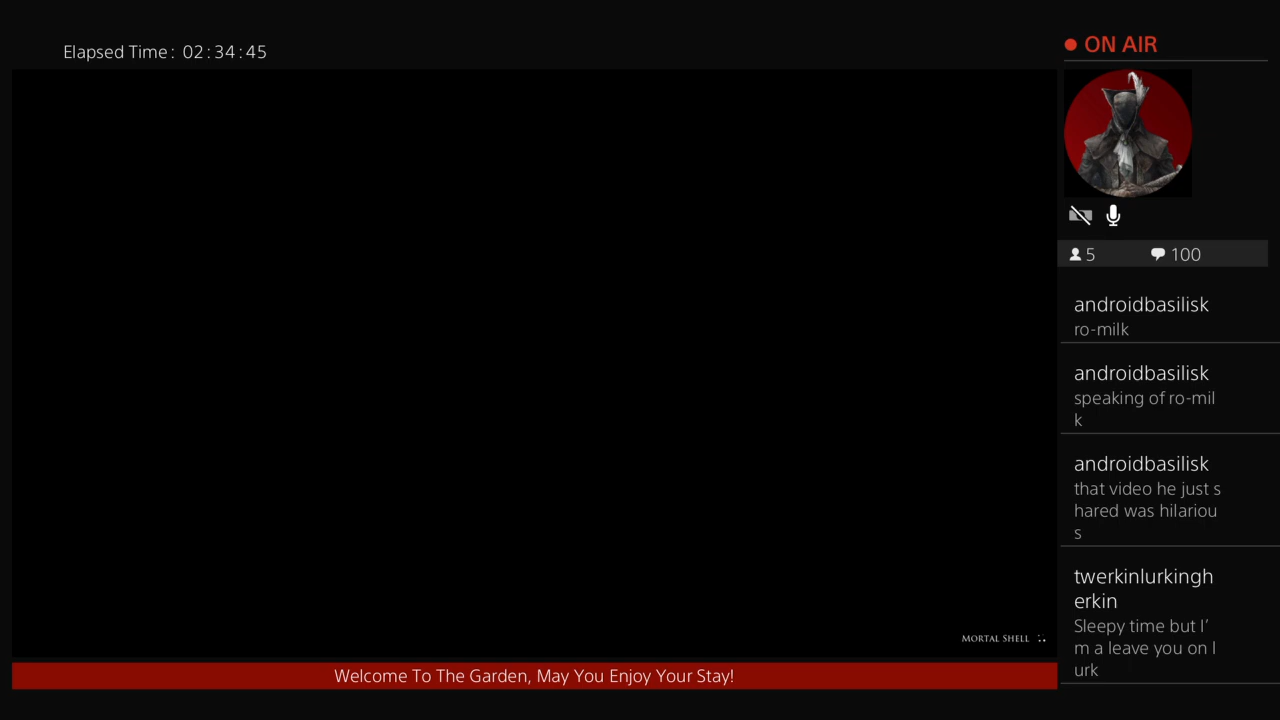 Elapsed Time: 02:34:45
ON AIR
5
100
androidbasilisk
ro-milk
androidbasilisk
speaking of ro-mil
k
androidbasilisk
that video he just s
hared was hilariou
s
twerkinlurkingh
erkin
Sleepy time but I’
m a leave you on l
urk
MORTAL SHELL
Welcome To The Garden, May You Enjoy Your Stay!